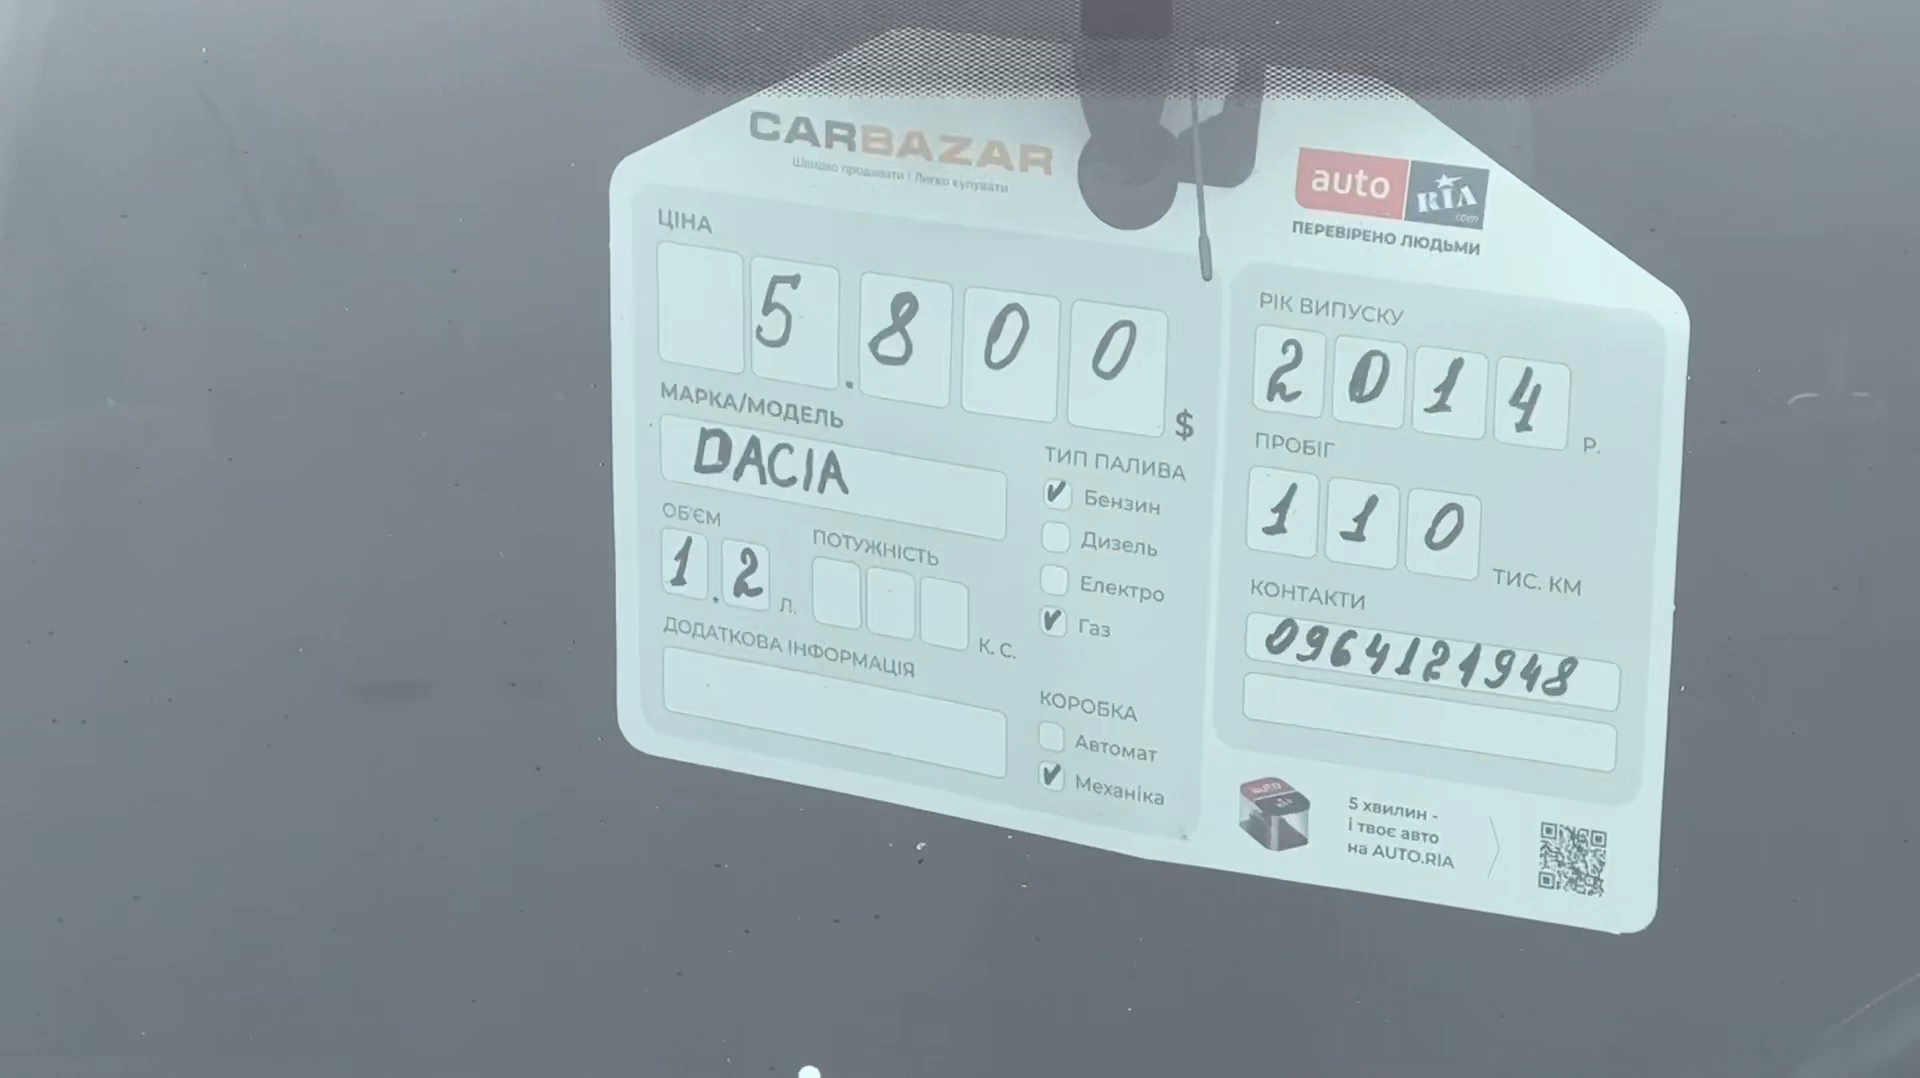 CARBAZAR
Швидко продавати і Легко купувати
auto RIA.com
ПЕРЕВІРЕНО ЛЮДЬМИ
ЦІНА
5.800 $
МАРКА/МОДЕЛЬ
DACIA
ОБ'ЄМ
1.2 Л.
ПОТУЖНІСТЬ
К. С.
ДОДАТКОВА ІНФОРМАЦІЯ
ТИП ПАЛИВА
✓ Бензин
Дизель
Електро
✓ Газ
КОРОБКА
Автомат
✓ Механіка
РІК ВИПУСКУ
2014 Р.
ПРОБІГ
110 ТИС. КМ
КОНТАКТИ
0964121948
auto
5 хвилин -
і твоє авто
на AUTO.RIA